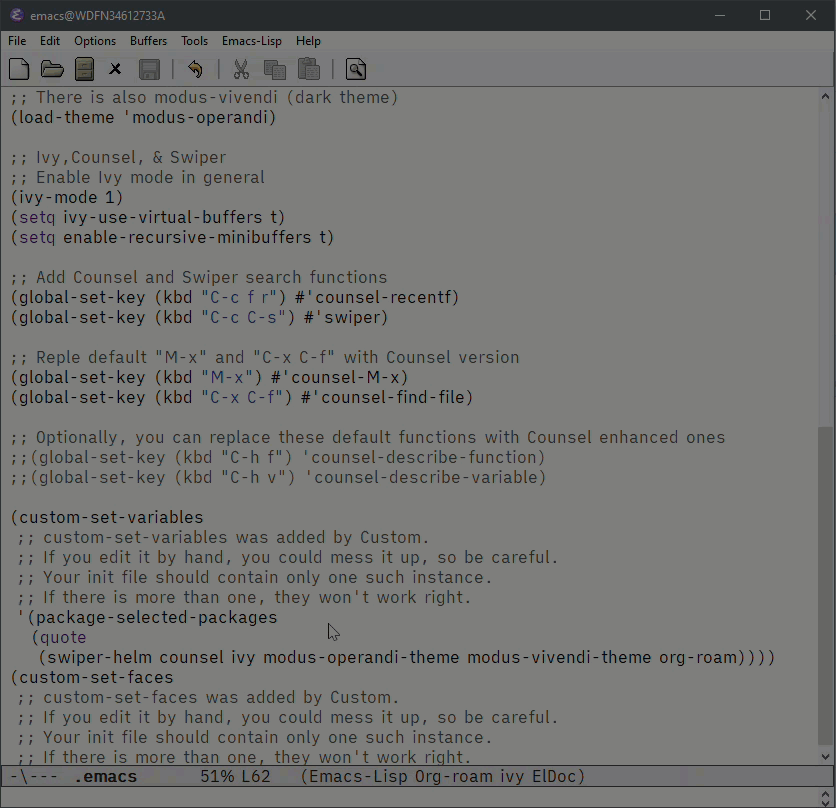 emacs@WDFN34612733A
File Edit Options Buffers Tools Emacs-Lisp Help
;; There is also modus-vivendi (dark theme)
(load-theme 'modus-operandi)
;; Ivy,Counsel, & Swiper
;; Enable Ivy mode in general
(ivy-mode 1)
(setq ivy-use-virtual-buffers t)
(setq enable-recursive-minibuffers t)
;; Add Counsel and Swiper search functions
(global-set-key (kbd "C-c f r") #'counsel-recentf)
(global-set-key (kbd "C-c C-s") #'swiper)
;; Reple default "M-x" and "C-x C-f" with Counsel version
(global-set-key (kbd "M-x") #'counsel-M-x)
(global-set-key (kbd "C-x C-f") #'counsel-find-file)
;; Optionally, you can replace these default functions with Counsel enhanced ones
;;(global-set-key (kbd "C-h f") 'counsel-describe-function)
;;(global-set-key (kbd "C-h v") 'counsel-describe-variable)
(custom-set-variables
;; custom-set-variables was added by Custom.
;; If you edit it by hand, you could mess it up, so be careful.
;; Your init file should contain only one such instance.
;; If there is more than one, they won't work right.
'(package-selected-packages
(quote
(swiper-helm counsel ivy modus-operandi-theme modus-vivendi-theme org-roam))))
(custom-set-faces
;; custom-set-faces was added by Custom.
;; If you edit it by hand, you could mess it up, so be careful.
;; Your init file should contain only one such instance.
;; If there is more than one, they won't work right.
-\--- .emacs 51% L62 (Emacs-Lisp Org-roam ivy ElDoc)